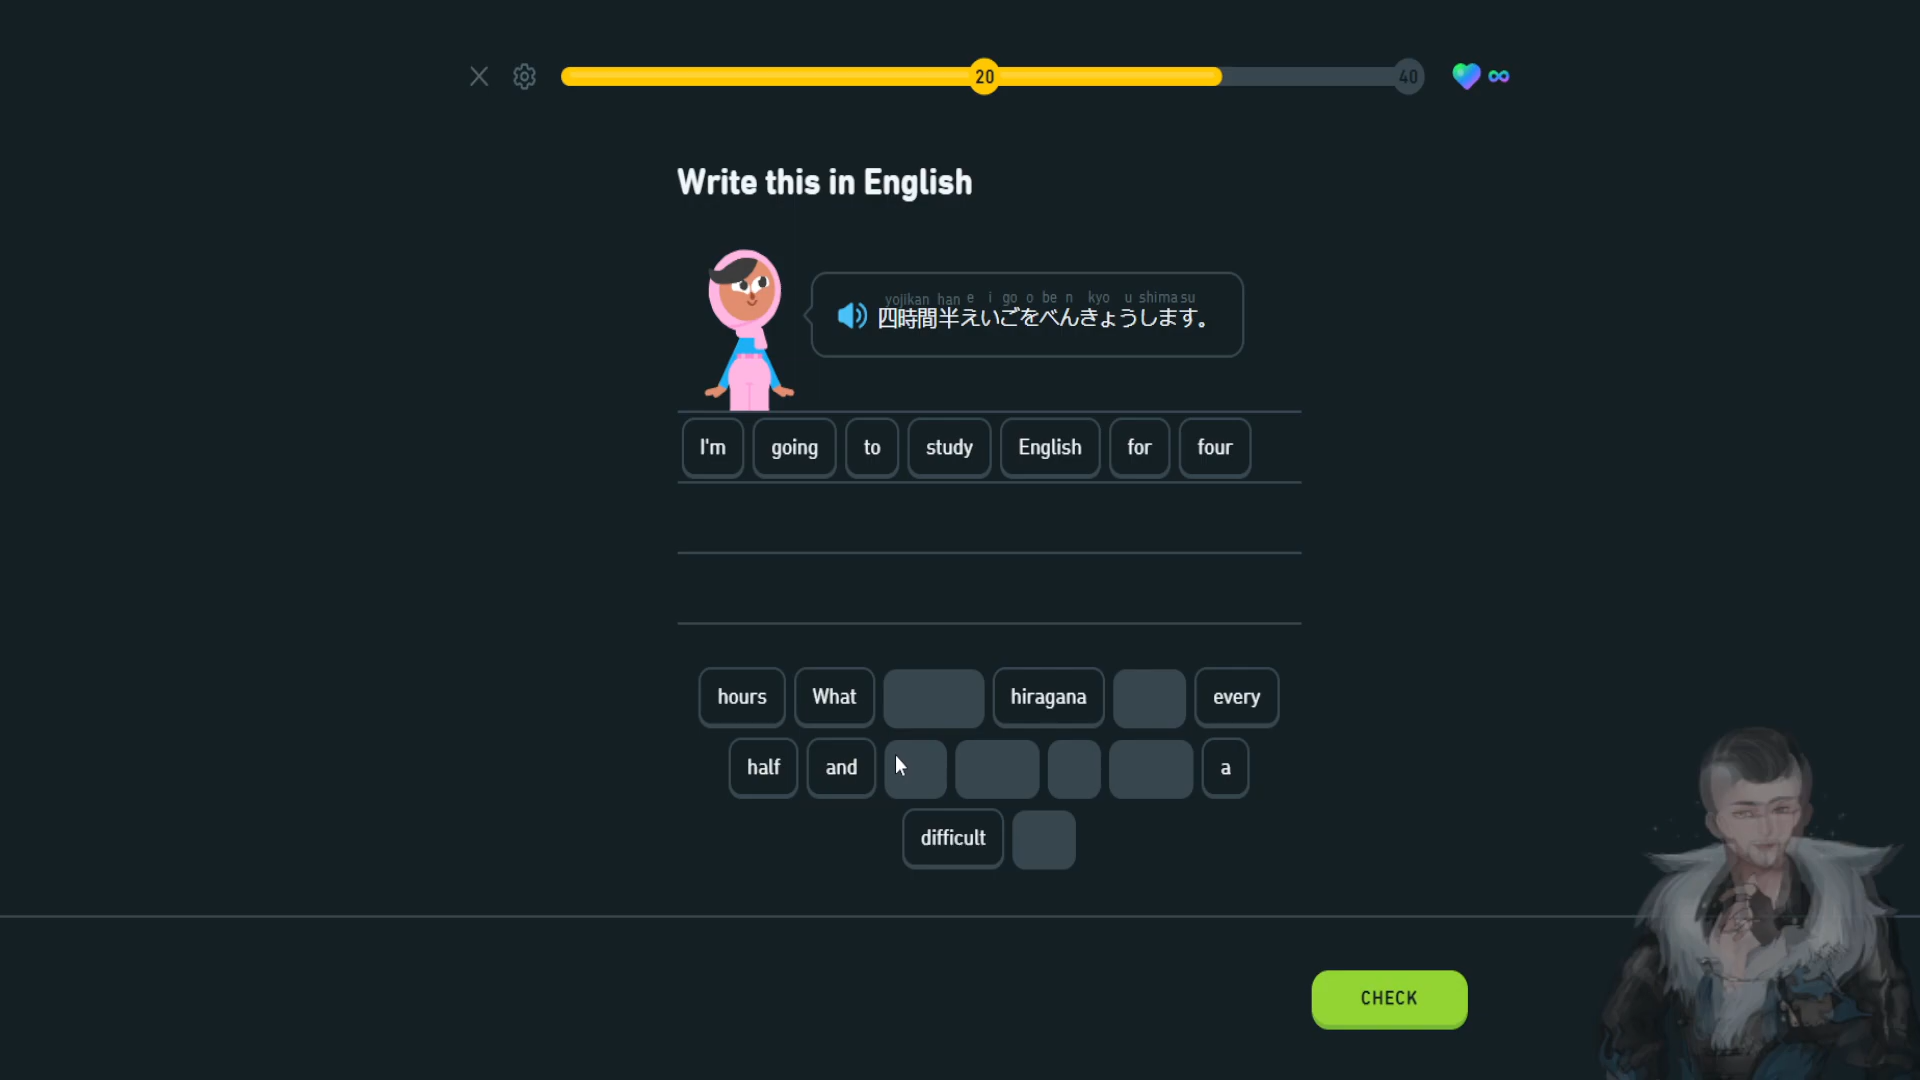 20
40
∞
Write this in English
yojikan han e i go o be n kyo u shima su
四時間半えいごをべんきょうします。
I'm going to study English for four
hours What hiragana every
half and a
difficult
CHECK